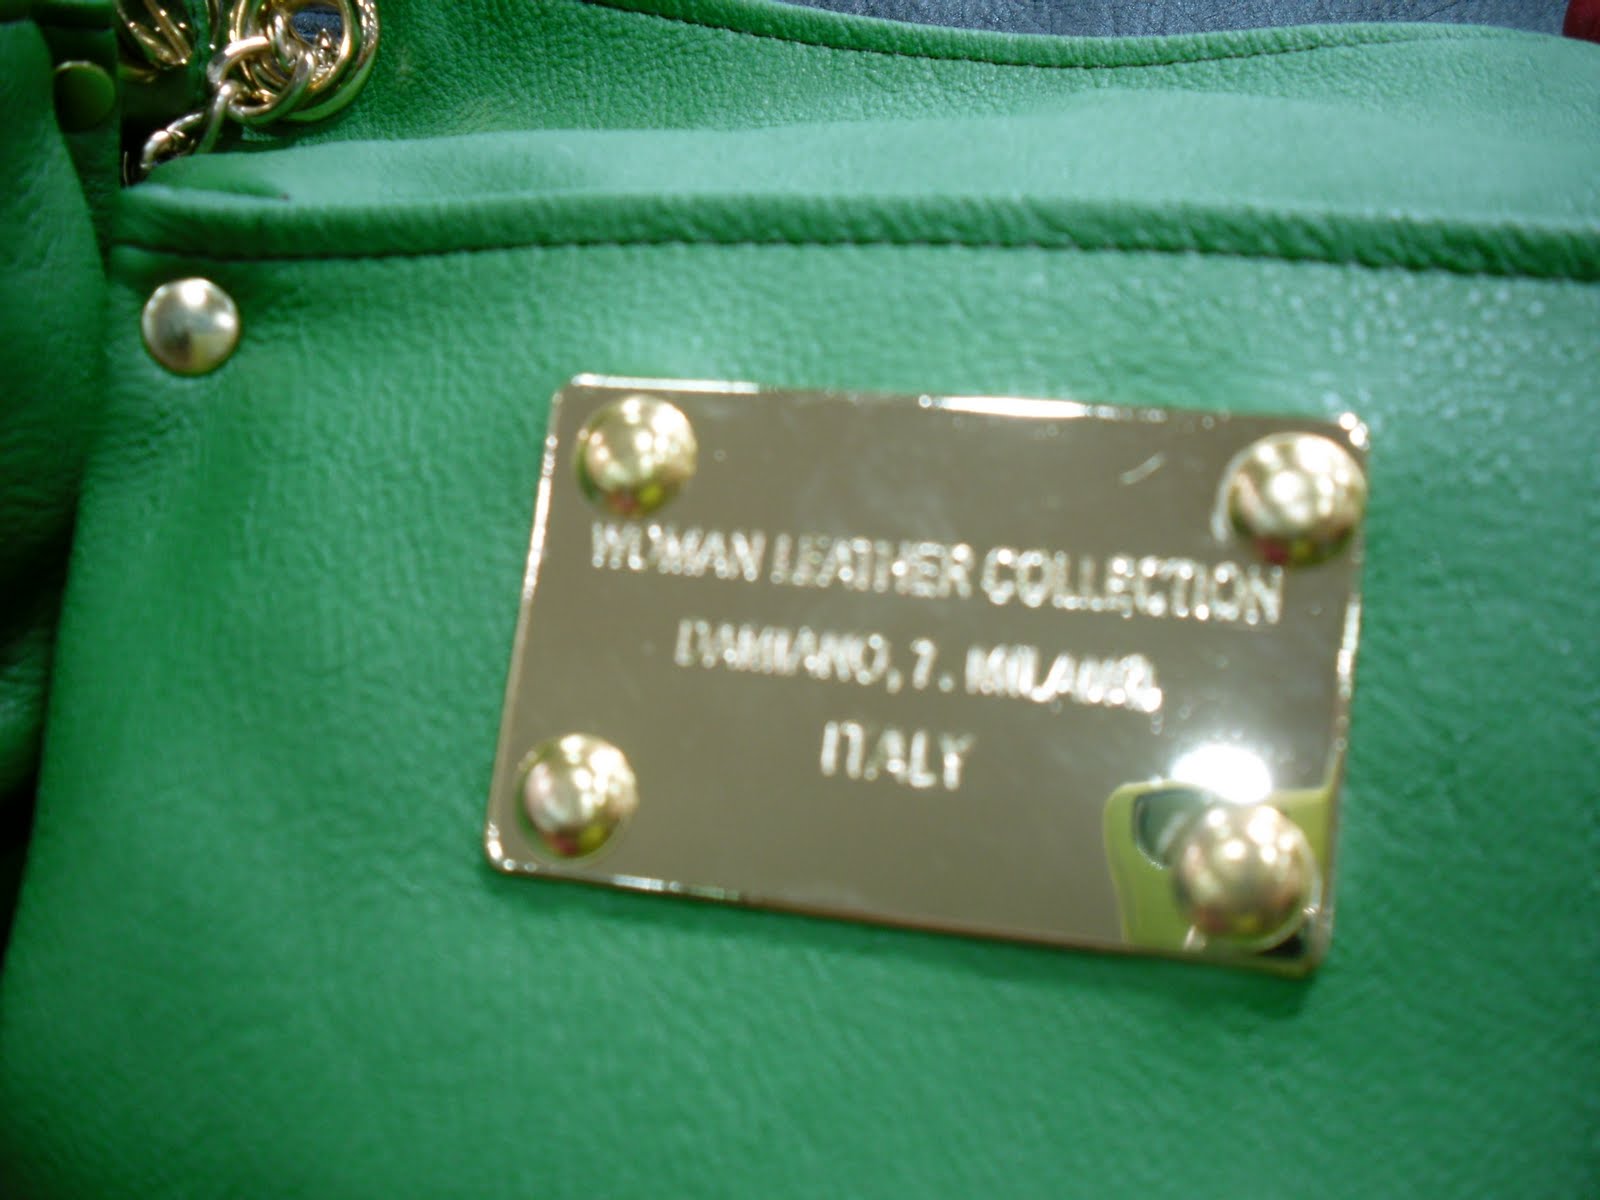 WOMAN LEATHER COLLECTION
DAMIANO, 7. MILANO,
ITALY